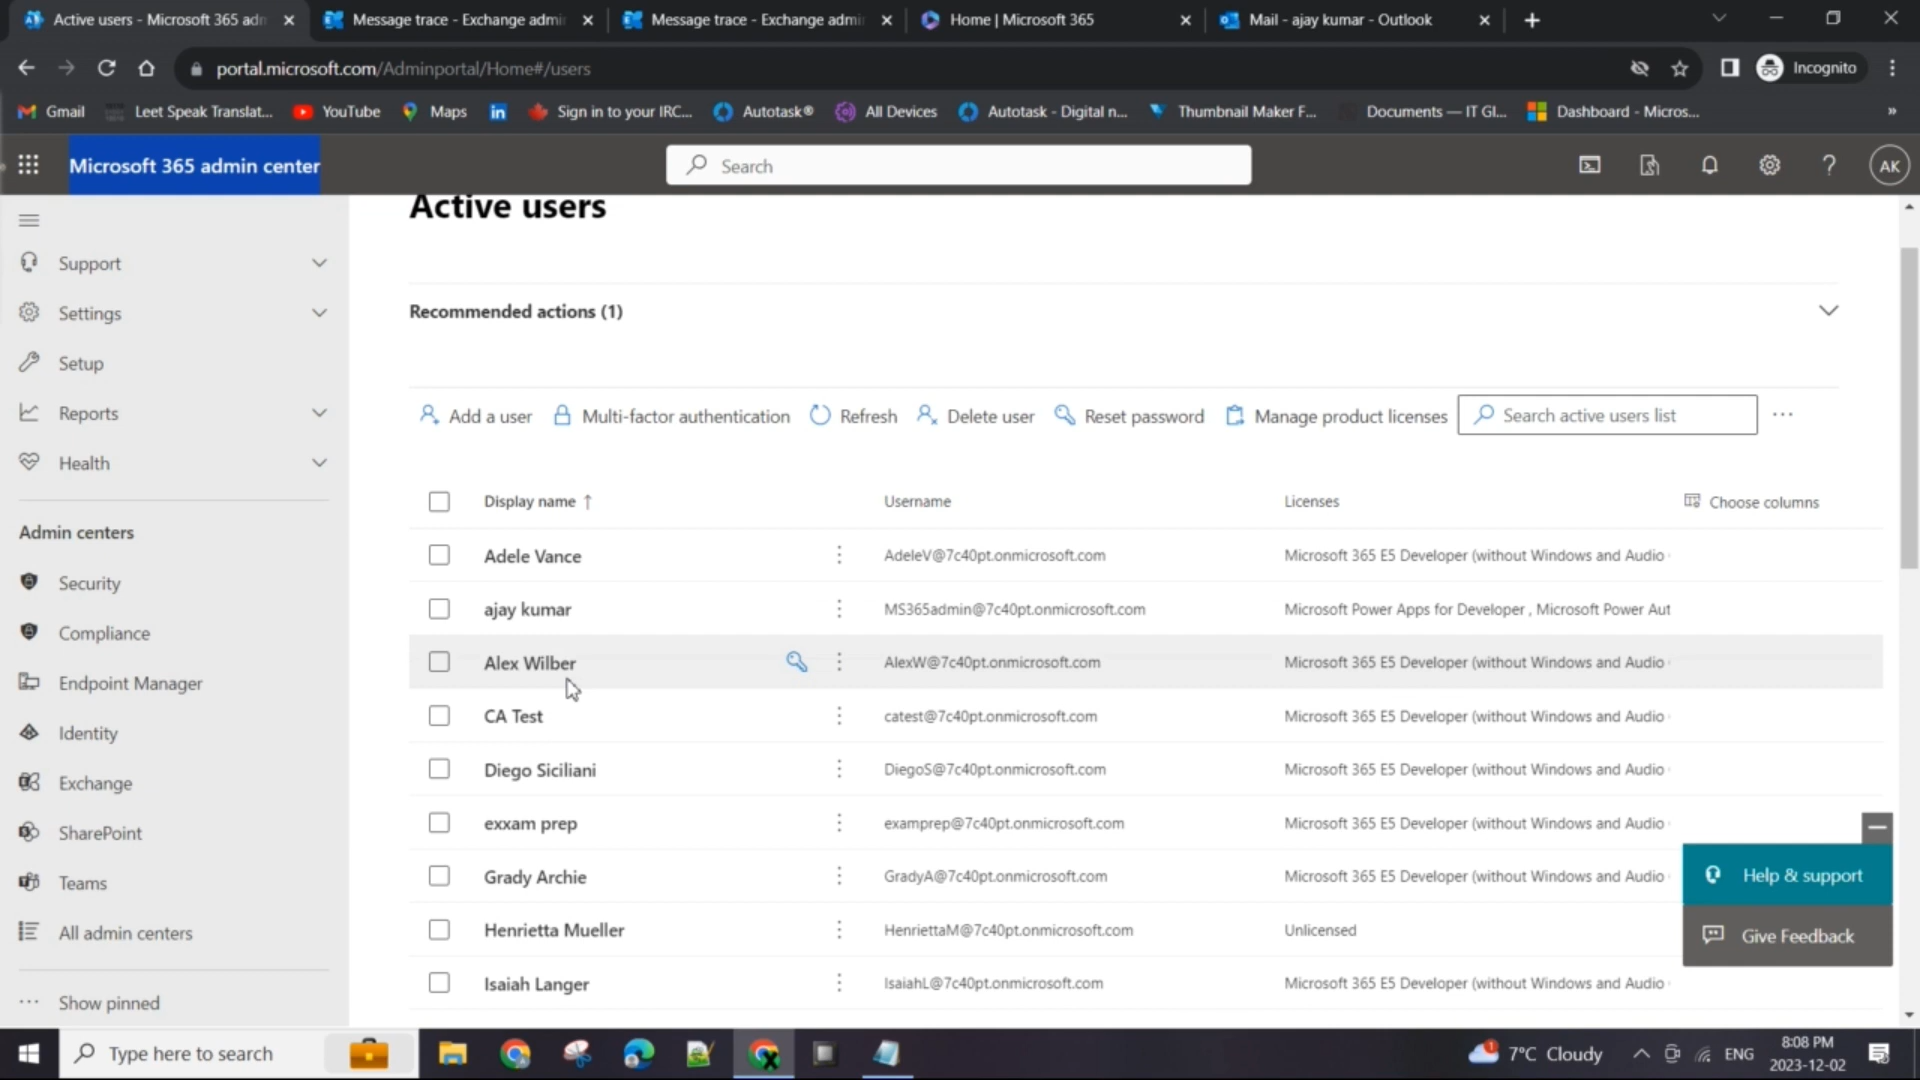 Active users - Microsoft 365 adm
Message trace - Exchange admin
Message trace - Exchange admin
Home | Microsoft 365
Mail - ajay kumar - Outlook
portal.microsoft.com/Adminportal/Home#/users
Incognito
Gmail
Leet Speak Translat...
YouTube
Maps
Sign in to your IRC...
Autotask®
All Devices
Autotask - Digital n...
Thumbnail Maker F...
Documents — IT Gl...
Dashboard - Micros...
Microsoft 365 admin center
Search
AK
Support
Settings
Setup
Reports
Health
Admin centers
Security
Compliance
Endpoint Manager
Identity
Exchange
SharePoint
Teams
All admin centers
Show pinned
Active users
Recommended actions (1)
Add a user
Multi-factor authentication
Refresh
Delete user
Reset password
Manage product licenses
Search active users list
Display name ↑ Username Licenses Choose columns
Adele Vance AdeleV@7c40pt.onmicrosoft.com Microsoft 365 E5 Developer (without Windows and Audio
ajay kumar MS365admin@7c40pt.onmicrosoft.com Microsoft Power Apps for Developer , Microsoft Power Aut
Alex Wilber AlexW@7c40pt.onmicrosoft.com Microsoft 365 E5 Developer (without Windows and Audio
CA Test catest@7c40pt.onmicrosoft.com Microsoft 365 E5 Developer (without Windows and Audio
Diego Siciliani DiegoS@7c40pt.onmicrosoft.com Microsoft 365 E5 Developer (without Windows and Audio
exxam prep examprep@7c40pt.onmicrosoft.com Microsoft 365 E5 Developer (without Windows and Audio
Grady Archie GradyA@7c40pt.onmicrosoft.com Microsoft 365 E5 Developer (without Windows and Audio
Henrietta Mueller HenriettaM@7c40pt.onmicrosoft.com Unlicensed
Isaiah Langer IsaiahL@7c40pt.onmicrosoft.com Microsoft 365 E5 Developer (without Windows and Audio
Help & support
Give Feedback
Type here to search
7°C Cloudy
ENG
8:08 PM
2023-12-02